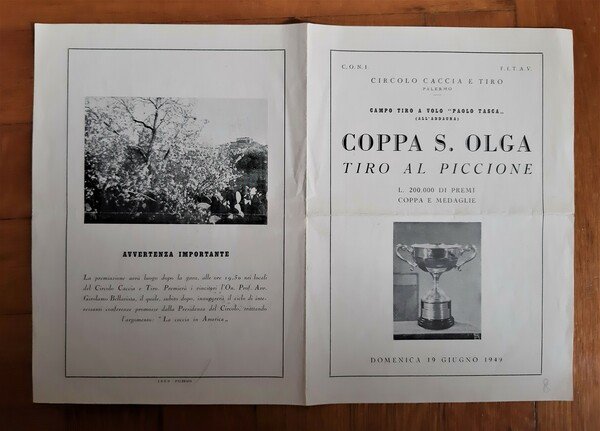 AVVERTENZA IMPORTANTE
La premiazione avrà luogo dopo la gara, alle ore 19,30 nei locali
del Circolo Caccia e Tiro. Premierà i vincitori l'On. Prof. Avv.
Girolamo Bellavista, il quale, subito dopo, inaugurerà il ciclo di inte-
ressanti conferenze promosse dalla Presidenza del Circolo, trattando
l'argomento: "La caccia in America„
PALERMO
C.O.N.I.
F.I.T.A.V.
CIRCOLO CACCIA E TIRO
PALERMO
CAMPO TIRO A VOLO "PAOLO TASCA„
(ALL'ADDAURA)
COPPA S. OLGA
TIRO AL PICCIONE
L. 200.000 DI PREMI
COPPA E MEDAGLIE
DOMENICA 19 GIUGNO 1949